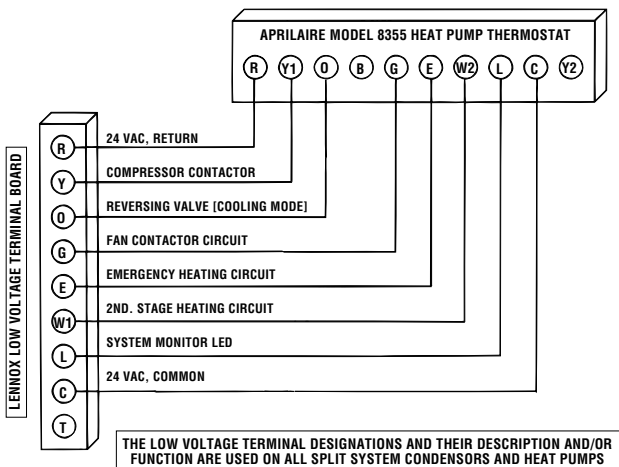 APRILAIRE MODEL 8355 HEAT PUMP THERMOSTAT
R Y1 O B G E W2 L C Y2
LENNOX LOW VOLTAGE TERMINAL BOARD
R 24 VAC, RETURN
Y COMPRESSOR CONTACTOR
O REVERSING VALVE [COOLING MODE]
G FAN CONTACTOR CIRCUIT
E EMERGENCY HEATING CIRCUIT
W1 2ND. STAGE HEATING CIRCUIT
L SYSTEM MONITOR LED
C 24 VAC, COMMON
T
THE LOW VOLTAGE TERMINAL DESIGNATIONS AND THEIR DESCRIPTION AND/OR
FUNCTION ARE USED ON ALL SPLIT SYSTEM CONDENSORS AND HEAT PUMPS